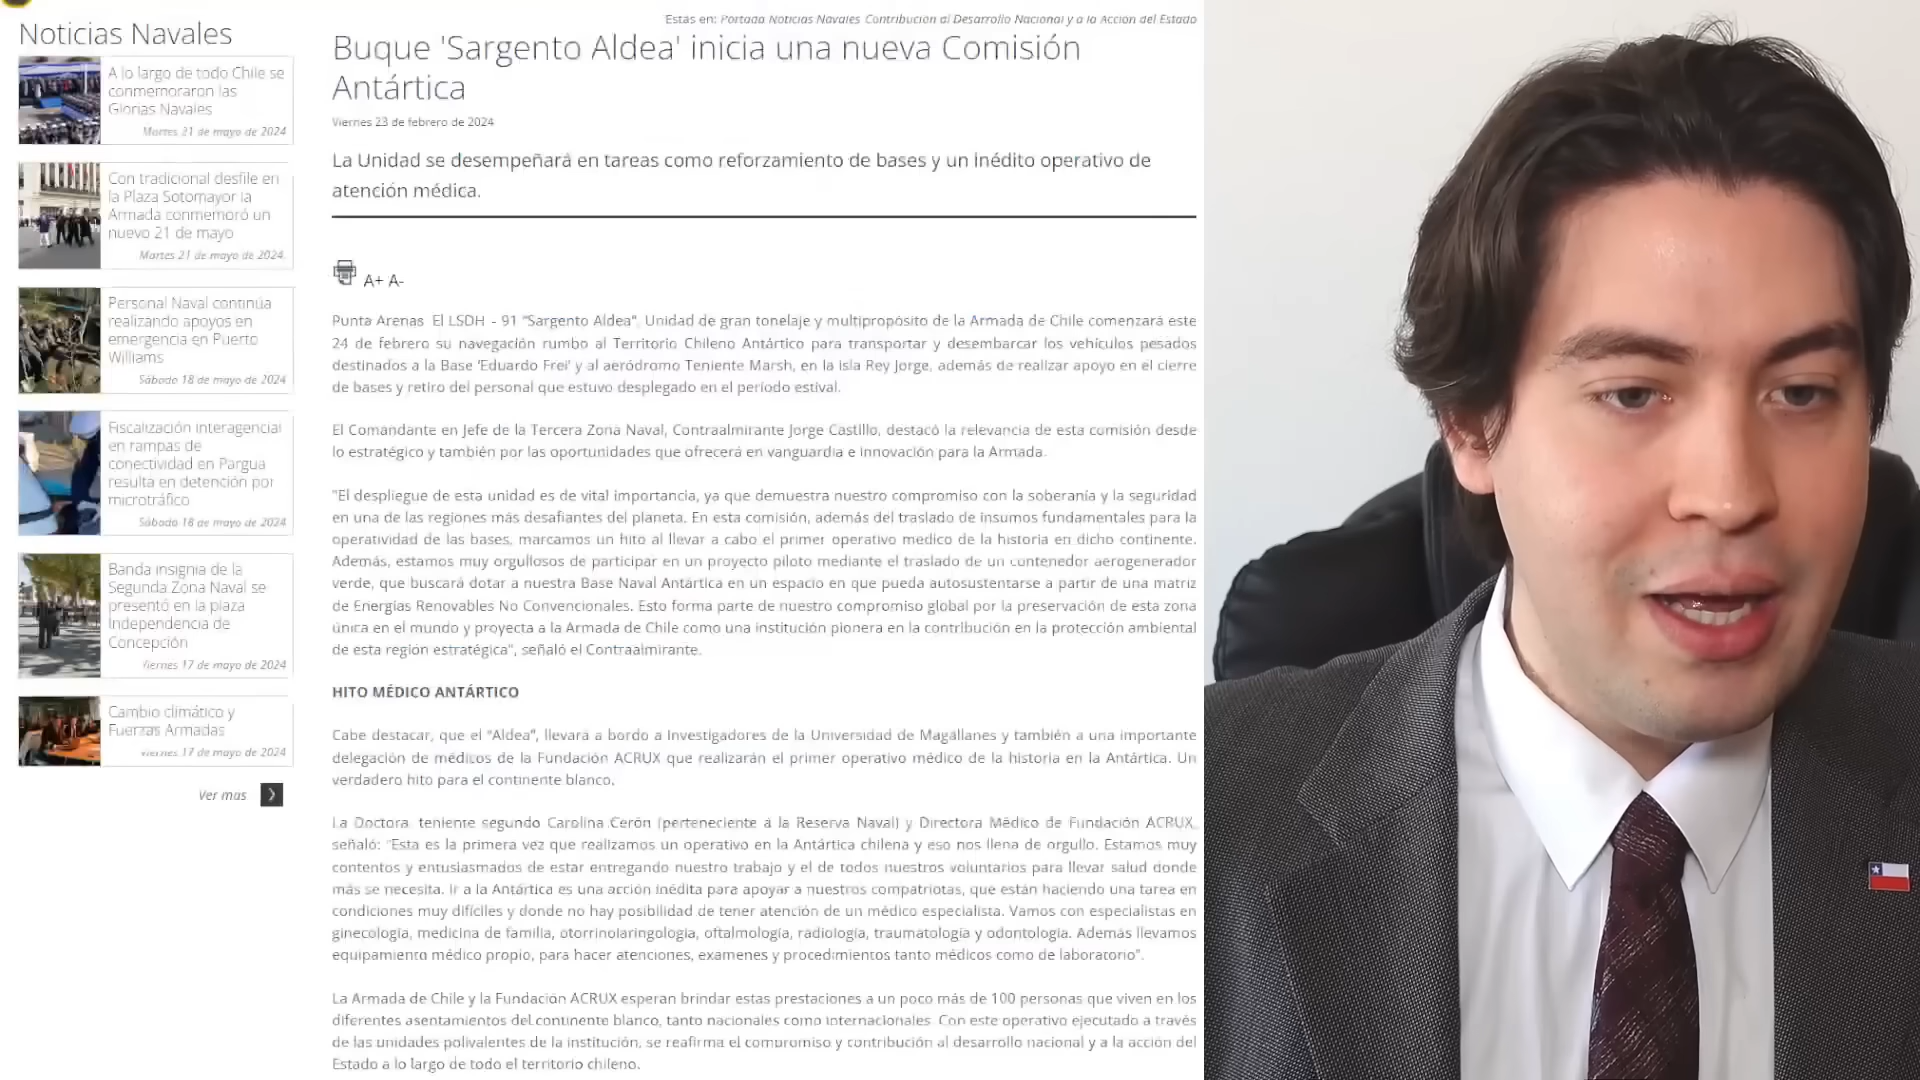 Noticias Navales
A lo largo de todo Chile se
conmemoraron las
Glorias Navales
Martes 21 de mayo de 2024
Con tradicional desfile en
la Plaza Sotomayor la
Armada conmemoró un
nuevo 21 de mayo
Martes 21 de mayo de 2024
Personal Naval continúa
realizando apoyos en
emergencia en Puerto
Williams
Sábado 18 de mayo de 2024
Fiscalización interagencial
en rampas de
conectividad en Pargua
resulta en detención por
microtráfico
Sábado 18 de mayo de 2024
Banda insignia de la
Segunda Zona Naval se
presentó en la plaza
Independencia de
Concepción
Viernes 17 de mayo de 2024
Cambio climático y
Fuerzas Armadas
Viernes 17 de mayo de 2024
Ver mas
Estás en: Portada Noticias Navales Contribución al Desarrollo Nacional y a la Acción del Estado
Buque 'Sargento Aldea' inicia una nueva Comisión
Antártica
Viernes 23 de febrero de 2024
La Unidad se desempeñará en tareas como reforzamiento de bases y un inédito operativo de
atención médica.
A+ A-
Punta Arenas El LSDH - 91 "Sargento Aldea", Unidad de gran tonelaje y multipropósito de la Armada de Chile comenzará este
24 de febrero su navegación rumbo al Territorio Chileno Antártico para transportar y desembarcar los vehículos pesados
destinados a la Base 'Eduardo Frei' y al aeródromo Teniente Marsh, en la isla Rey Jorge, además de realizar apoyo en el cierre
de bases y retiro del personal que estuvo desplegado en el período estival.
El Comandante en Jefe de la Tercera Zona Naval, Contraalmirante Jorge Castillo, destacó la relevancia de esta comisión desde
lo estratégico y también por las oportunidades que ofrecerá en vanguardia e innovación para la Armada.
"El despliegue de esta unidad es de vital importancia, ya que demuestra nuestro compromiso con la soberanía y la seguridad
en una de las regiones más desafiantes del planeta. En esta comisión, además del traslado de insumos fundamentales para la
operatividad de las bases, marcamos un hito al llevar a cabo el primer operativo medico de la historia en dicho continente.
Además, estamos muy orgullosos de participar en un proyecto piloto mediante el traslado de un contenedor aerogenerador
verde, que buscará dotar a nuestra Base Naval Antártica en un espacio en que pueda autosustentarse a partir de una matriz
de Energías Renovables No Convencionales. Esto forma parte de nuestro compromiso global por la preservación de esta zona
única en el mundo y proyecta a la Armada de Chile como una institución pionera en la contribución en la protección ambiental
de esta región estratégica", señaló el Contraalmirante.
HITO MÉDICO ANTÁRTICO
Cabe destacar, que el "Aldea", llevará a bordo a Investigadores de la Universidad de Magallanes y también a una importante
delegación de médicos de la Fundación ACRUX que realizarán el primer operativo médico de la historia en la Antártica. Un
verdadero hito para el continente blanco.
La Doctora teniente segundo Carolina Cerón (perteneciente a la Reserva Naval) y Directora Médico de Fundación ACRUX,
señaló: "Esta es la primera vez que realizamos un operativo en la Antártica chilena y eso nos llena de orgullo. Estamos muy
contentos y entusiasmados de estar entregando nuestro trabajo y el de todos nuestros voluntarios para llevar salud donde
más se necesita. Ir a la Antártica es una acción inédita para apoyar a nuestros compatriotas, que están haciendo una tarea en
condiciones muy difíciles y donde no hay posibilidad de tener atención de un médico especialista. Vamos con especialistas en
ginecología, medicina de familia, otorrinolaringología, oftalmología, radiología, traumatología y odontología. Además llevamos
equipamiento médico propio, para hacer atenciones, exámenes y procedimientos tanto médicos como de laboratorio".
La Armada de Chile y la Fundación ACRUX esperan brindar estas prestaciones a un poco más de 100 personas que viven en los
diferentes asentamientos del continente blanco, tanto nacionales como internacionales. Con este operativo ejecutado a través
de las unidades polivalentes de la institución, se reafirma el compromiso y contribución al desarrollo nacional y a la acción del
Estado a lo largo de todo el territorio chileno.